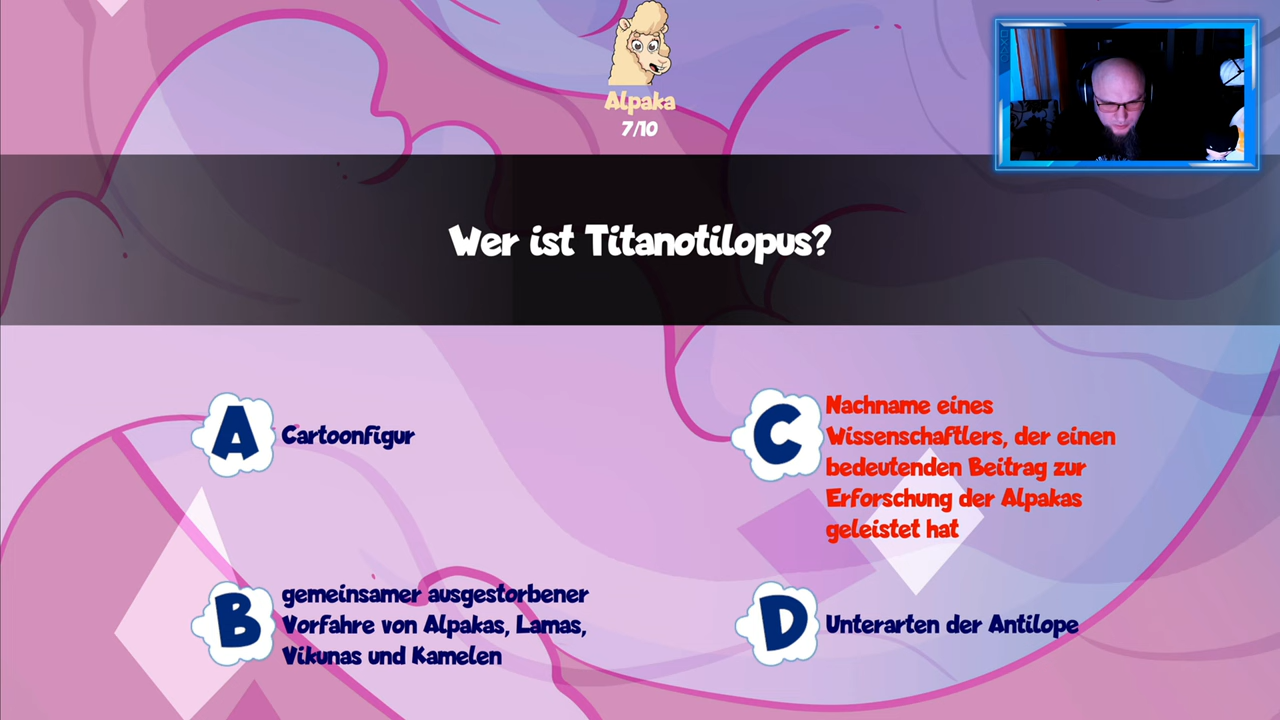 Alpaka
7/10
Wer ist Titanotilopus?
A
Cartoonfigur
B
gemeinsamer ausgestorbener
Vorfahre von Alpakas, Lamas,
Vikunas und Kamelen
C
Nachname eines
Wissenschaftlers, der einen
bedeutenden Beitrag zur
Erforschung der Alpakas
geleistet hat
D
Unterarten der Antilope